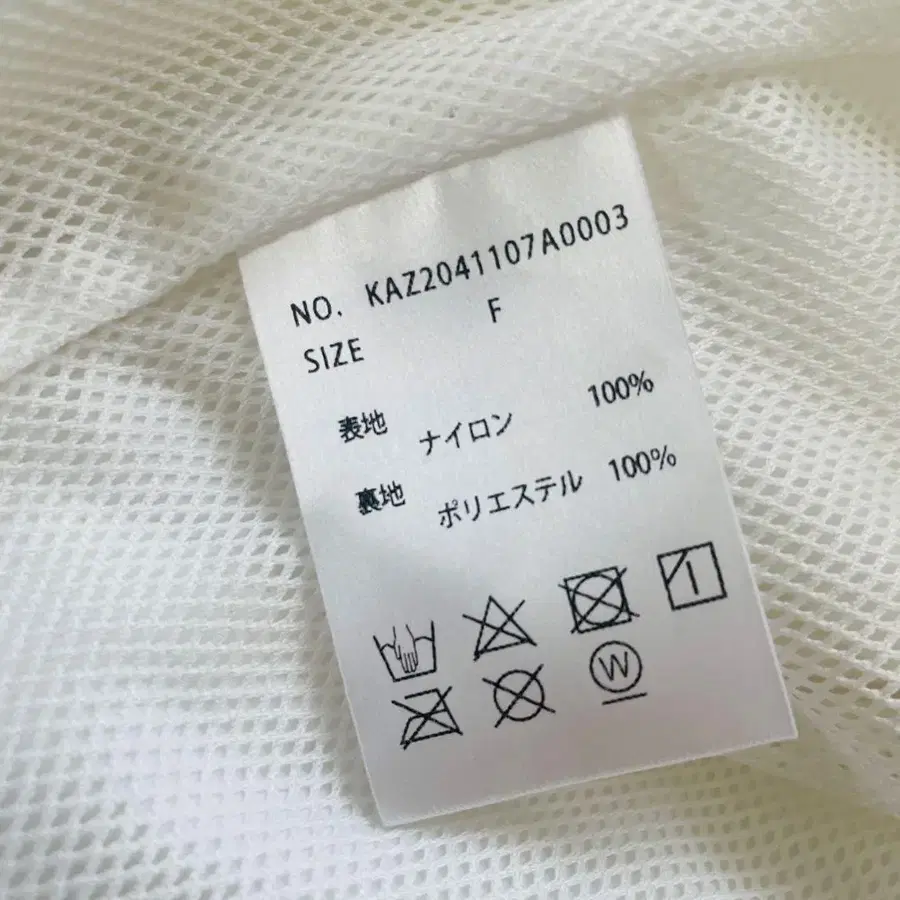 NO. KAZ2041107A0003
SIZE F
表地 ナイロン 100%
裏地 ポリエステル 100%
W